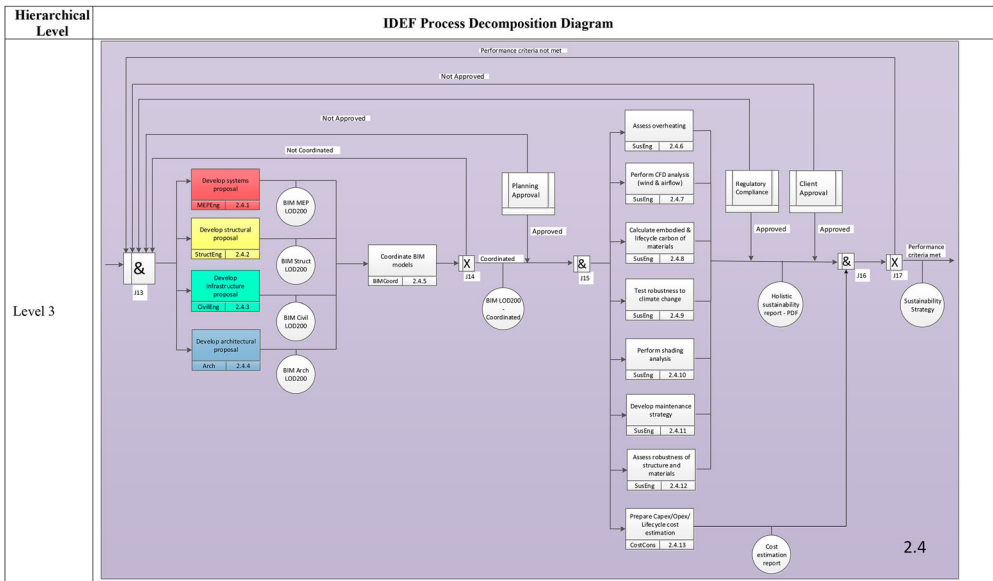 Hierarchical
Level
IDEF Process Decomposition Diagram
Level 3
Performance criteria not met
Not Approved
Not Approved
Not Coordinated
&
J13
Develop systems
proposal
MEPEng 2.4.1
Develop structural
proposal
StructEng 2.4.2
Develop
infrastructure
proposal
CivilEng 2.4.3
Develop architectural
proposal
Arch 2.4.4
BIM MEP
LOD200
BIM Struct
LOD200
BIM Civil
LOD200
BIM Arch
LOD200
Coordinate BIM
models
BIMCoord 2.4.5
X
J14
Coordinated
BIM LOD200
-
Coordinated
Planning
Approval
Approved
&
J15
Assess overheating
SusEng 2.4.6
Perform CFD analysis
(wind & airflow)
SusEng 2.4.7
Calculate embodied &
lifecycle carbon of
materials
SusEng 2.4.8
Test robustness to
climate change
SusEng 2.4.9
Perform shading
analysis
SusEng 2.4.10
Develop maintenance
strategy
SusEng 2.4.11
Assess robustness of
structure and
materials
SusEng 2.4.12
Prepare Capex/Opex/
Lifecycle cost
estimation
CostCons 2.4.13
Regulatory
Compliance
Approved
Client
Approval
Approved
Holistic
sustainability
report - PDF
Cost
estimation
report
&
J16
X
J17
Performance
criteria met
Sustainability
Strategy
2.4